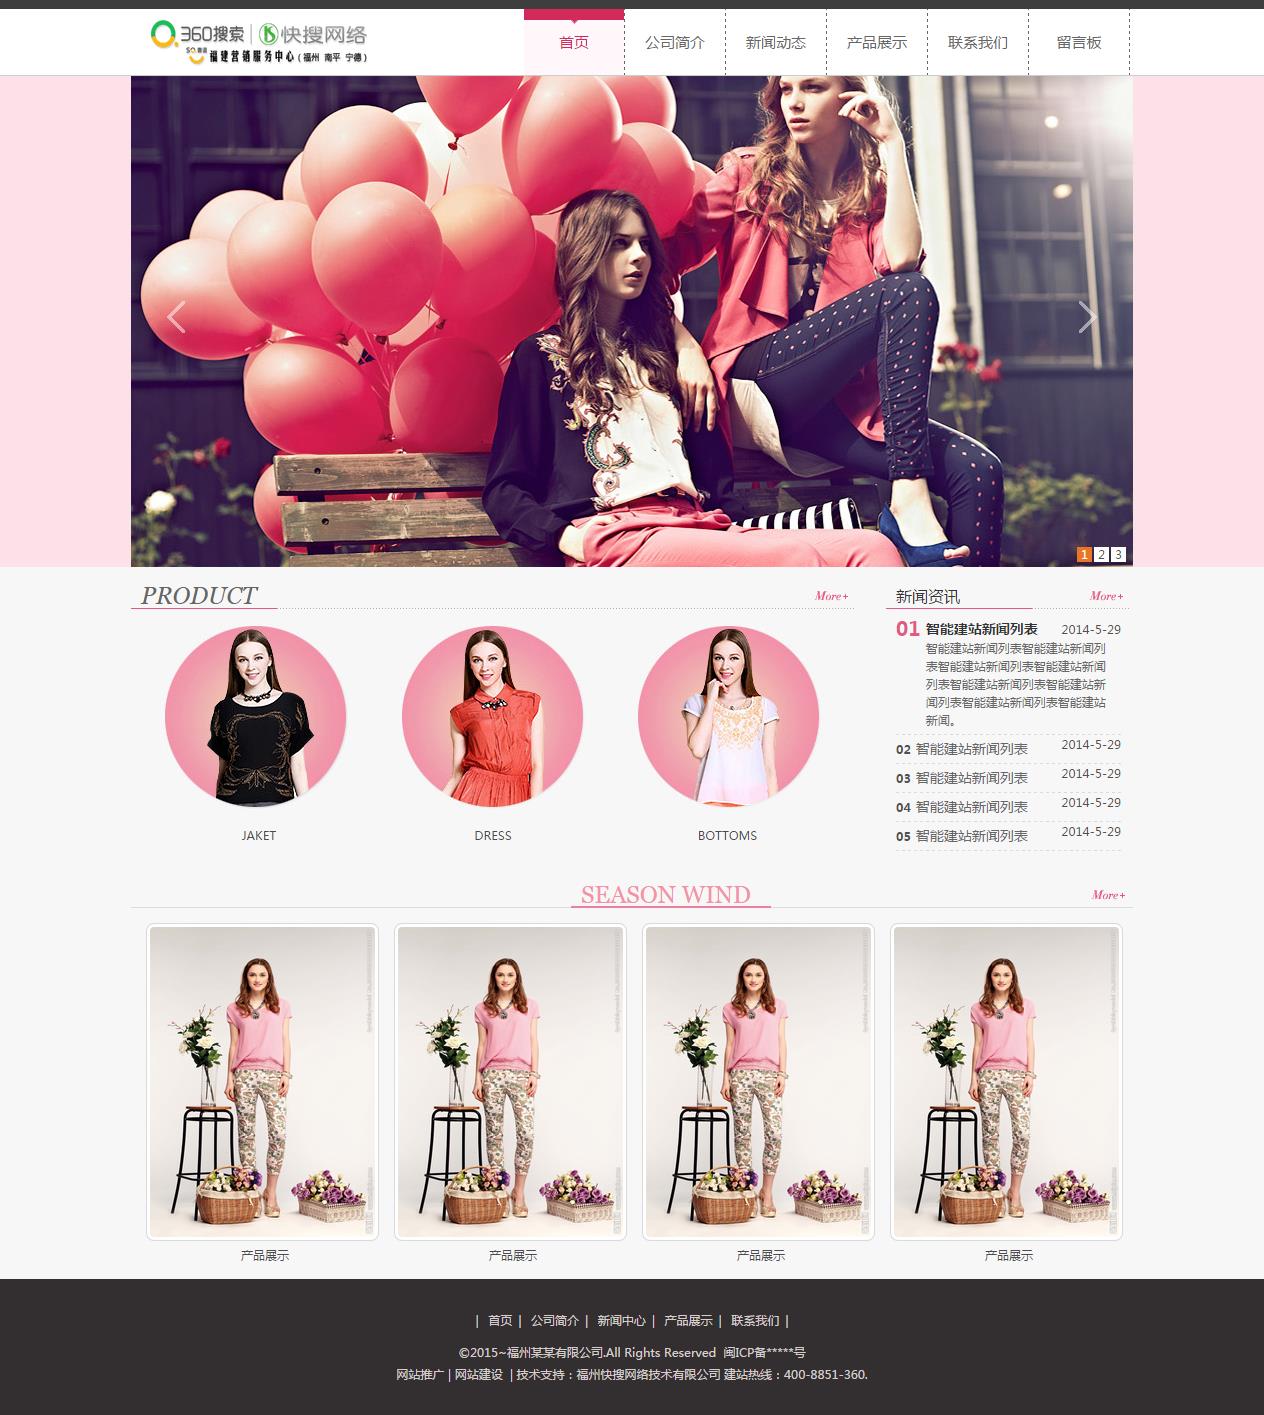 360搜索 快搜网络
so.靠谱
福建营销服务中心(福州 南平 宁德)
首页 公司简介 新闻动态 产品展示 联系我们 留言板
1 2 3
PRODUCT More+
新闻资讯 More+
01 智能建站新闻列表 2014-5-29
智能建站新闻列表智能建站新闻列
表智能建站新闻列表智能建站新闻
列表智能建站新闻列表智能建站新
闻列表智能建站新闻列表智能建站
新闻。
02 智能建站新闻列表 2014-5-29
03 智能建站新闻列表 2014-5-29
04 智能建站新闻列表 2014-5-29
05 智能建站新闻列表 2014-5-29
JAKET DRESS BOTTOMS
SEASON WIND More+
产品展示 产品展示 产品展示 产品展示
| 首页 | 公司简介 | 新闻中心 | 产品展示 | 联系我们 |
©2015~福州某某有限公司.All Rights Reserved 闽ICP备*****号
网站推广 | 网站建设 | 技术支持：福州快搜网络技术有限公司 建站热线：400-8851-360.